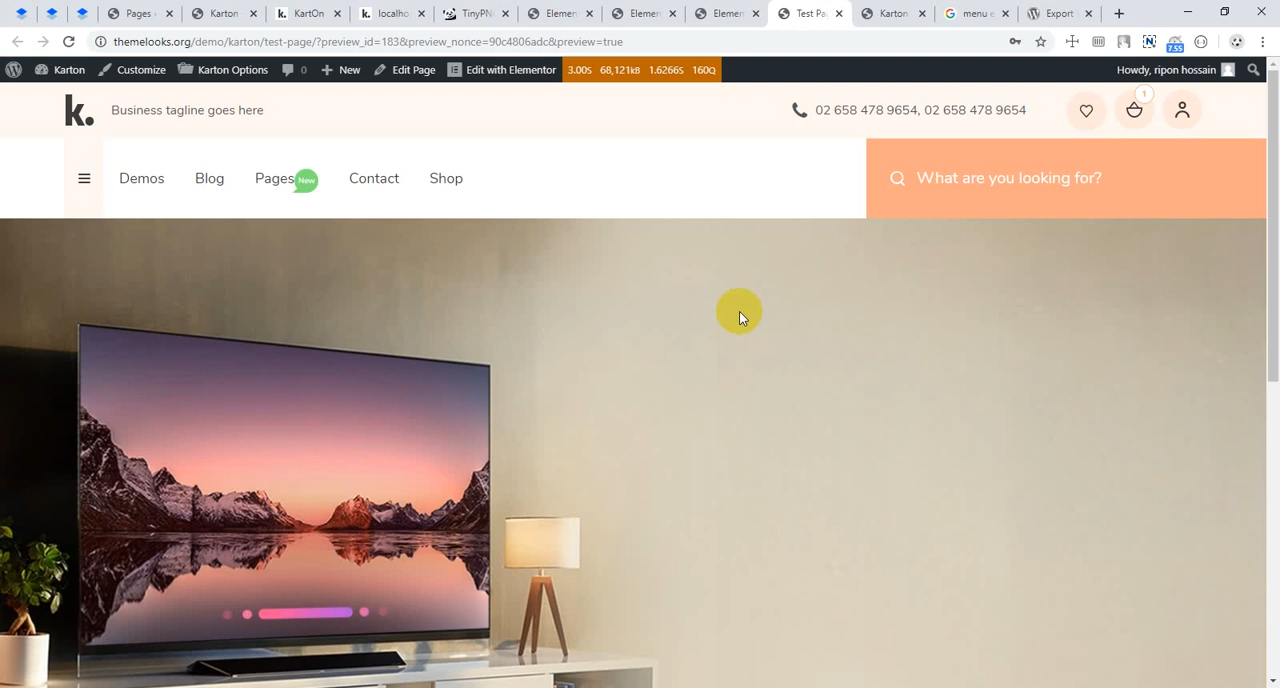 Pages
Karton
KartOn
localho
TinyPN
Elemen
Elemen
Elemen
Test Pa
Karton
menu e
Export
themelooks.org/demo/karton/test-page/?preview_id=183&preview_nonce=90c4806adc&preview=true
7.55
Karton
Customize
Karton Options
0
New
Edit Page
Edit with Elementor
3.00S 68,121KB 1.6266S 160Q
Howdy, ripon hossain
k.
Business tagline goes here
02 658 478 9654, 02 658 478 9654
1
Demos
Blog
Pages
New
Contact
Shop
What are you looking for?